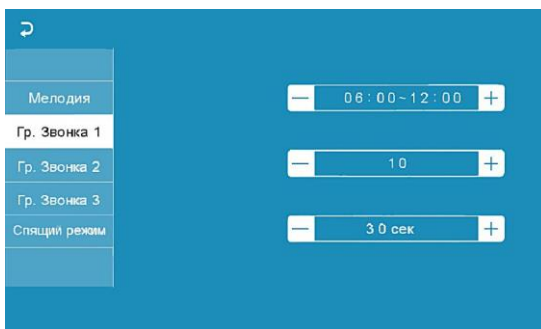 Мелодия
06:00~12:00
Гр. Звонка 1
Гр. Звонка 2
10
Гр. Звонка 3
Спящий режим
30 сек